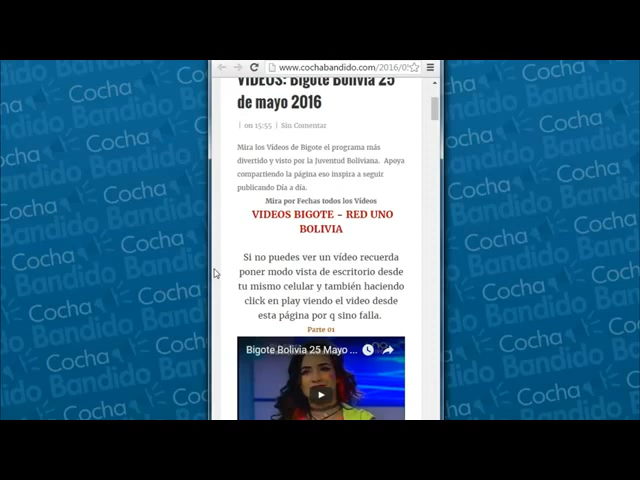 www.cochabandido.com/2016/0
VIDEOS: Bigote Bolivia 25
de mayo 2016
on 15:55 | Sin Comentar
Mira los Vídeos de Bigote el programa más
divertido y visto por la Juventud Boliviana. Apoya
compartiendo la página eso inspira a seguir
publicando Día a día.
Mira por Fechas todos los Vídeos
VIDEOS BIGOTE - RED UNO
BOLIVIA
Si no puedes ver un vídeo recuerda
poner modo vista de escritorio desde
tu mismo celular y también haciendo
click en play viendo el video desde
esta página por q sino falla.
Parte 01
Bigote Bolivia 25 Mayo ...
Cocha
Bandido